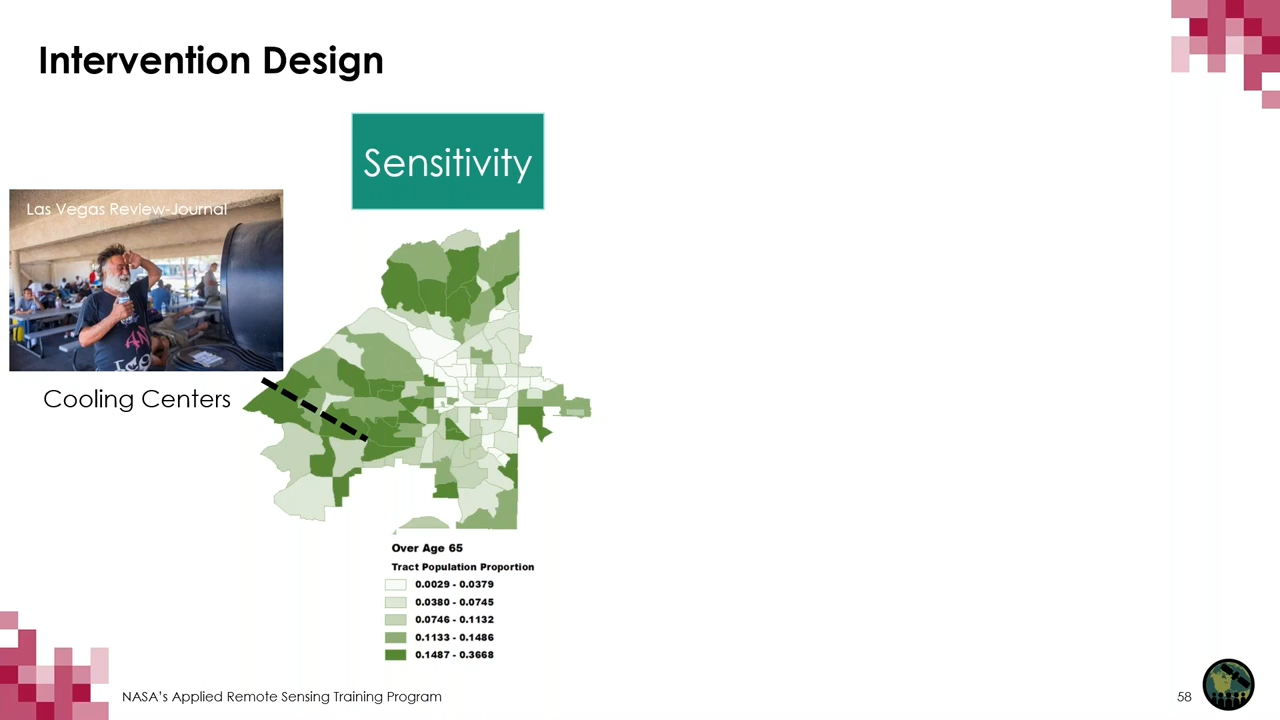 Intervention Design
Sensitivity
Las Vegas Review-Journal
Cooling Centers
Over Age 65
Tract Population Proportion
0.0029 - 0.0379
0.0380 - 0.0745
0.0746 - 0.1132
0.1133 - 0.1486
0.1487 - 0.3668
NASA's Applied Remote Sensing Training Program
58